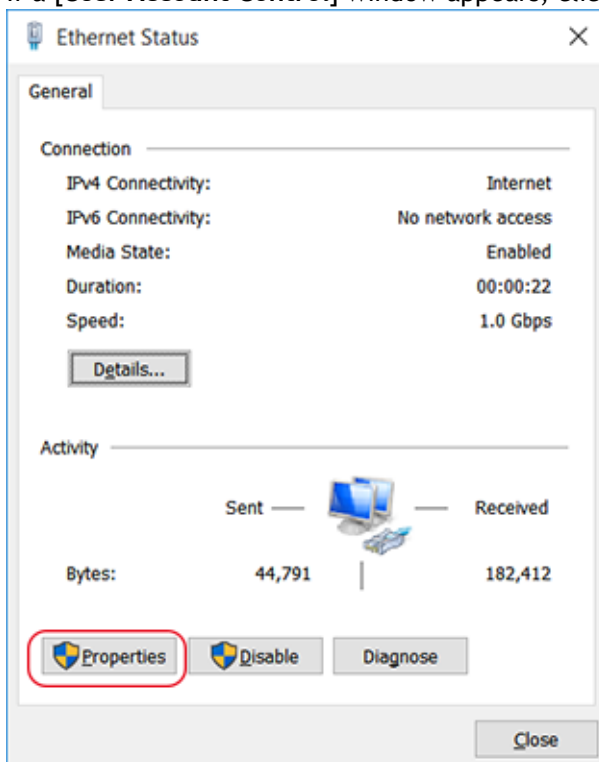 Ethernet Status
General
Connection
IPv4 Connectivity: Internet
IPv6 Connectivity: No network access
Media State: Enabled
Duration: 00:00:22
Speed: 1.0 Gbps
Details...
Activity
Sent Received
Bytes: 44,791 182,412
Properties Disable Diagnose
Close